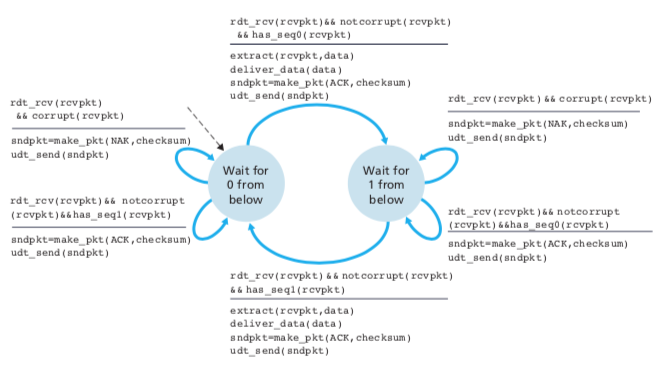 rdt_rcv(rcvpkt)&& notcorrupt(rcvpkt)
&& has_seq0(rcvpkt)
extract(rcvpkt,data)
deliver_data(data)
sndpkt=make_pkt(ACK,checksum)
udt_send(sndpkt)
rdt_rcv(rcvpkt)
&& corrupt(rcvpkt)
sndpkt=make_pkt(NAK,checksum)
udt_send(sndpkt)
rdt_rcv(rcvpkt)&& notcorrupt
(rcvpkt)&&has_seq1(rcvpkt)
sndpkt=make_pkt(ACK,checksum)
udt_send(sndpkt)
Wait for
0 from
below
Wait for
1 from
below
rdt_rcv(rcvpkt) && corrupt(rcvpkt)
sndpkt=make_pkt(NAK,checksum)
udt_send(sndpkt)
rdt_rcv(rcvpkt)&& notcorrupt
(rcvpkt)&&has_seq0(rcvpkt)
sndpkt=make_pkt(ACK,checksum)
udt_send(sndpkt)
rdt_rcv(rcvpkt) && notcorrupt(rcvpkt)
&& has_seq1(rcvpkt)
extract(rcvpkt,data)
deliver_data(data)
sndpkt=make_pkt(ACK,checksum)
udt_send(sndpkt)